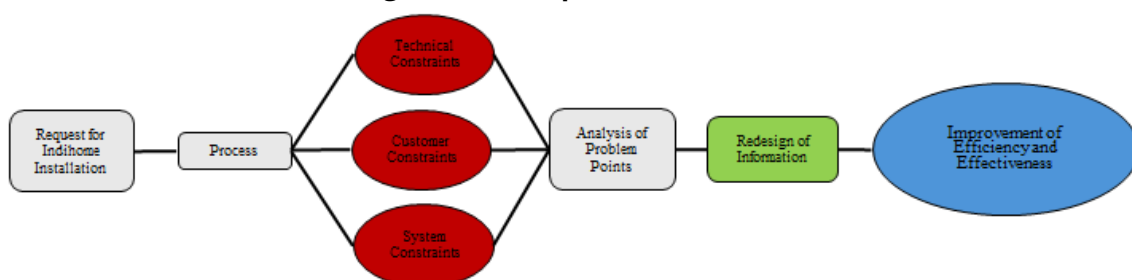 Request for
Indihome
Installation
Process
Technical
Constraints
Customer
Constraints
System
Constraints
Analysis of
Problem
Points
Redesign of
Information
Improvement of
Efficiency and
Effectiveness